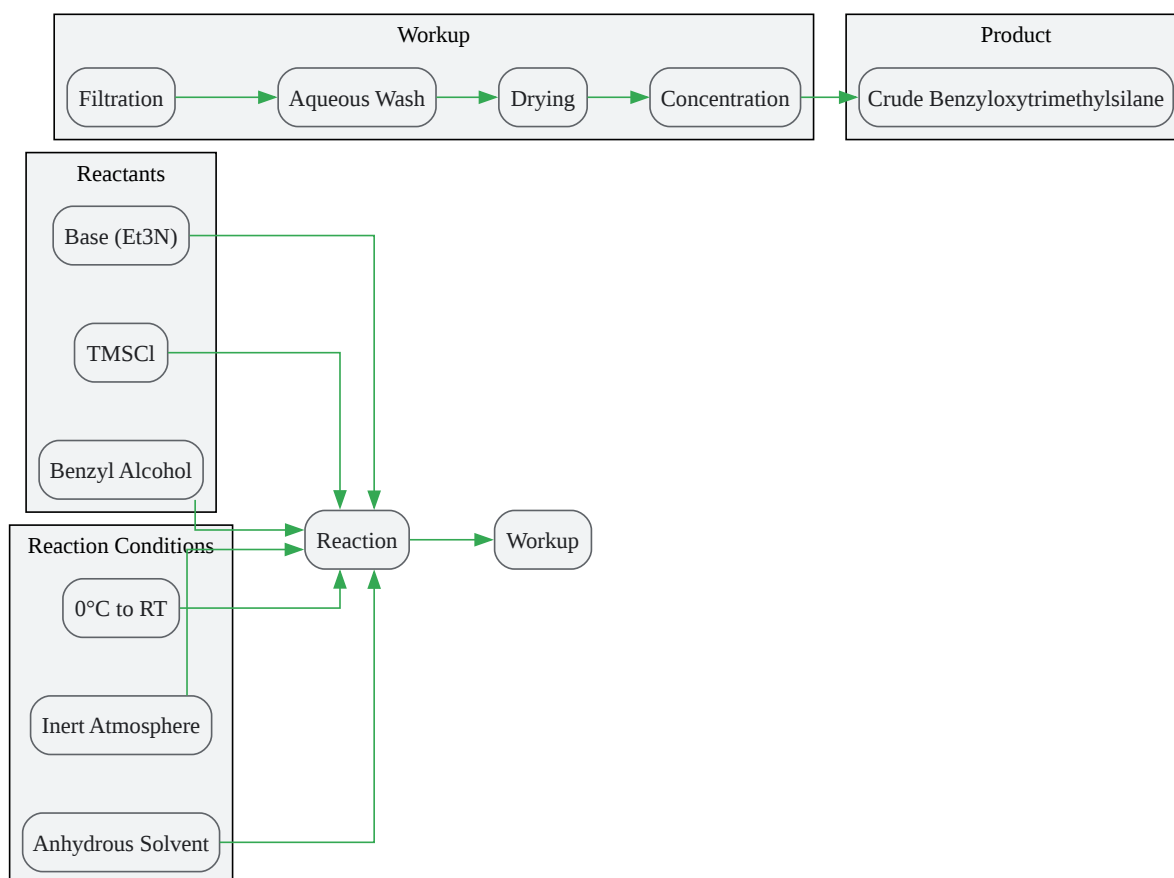 Workup
Filtration
Aqueous Wash
Drying
Concentration
Product
Crude Benzyloxytrimethylsilane
Reactants
Base (Et3N)
TMSCl
Benzyl Alcohol
Reaction Conditions
0°C to RT
Inert Atmosphere
Anhydrous Solvent
Reaction
Workup